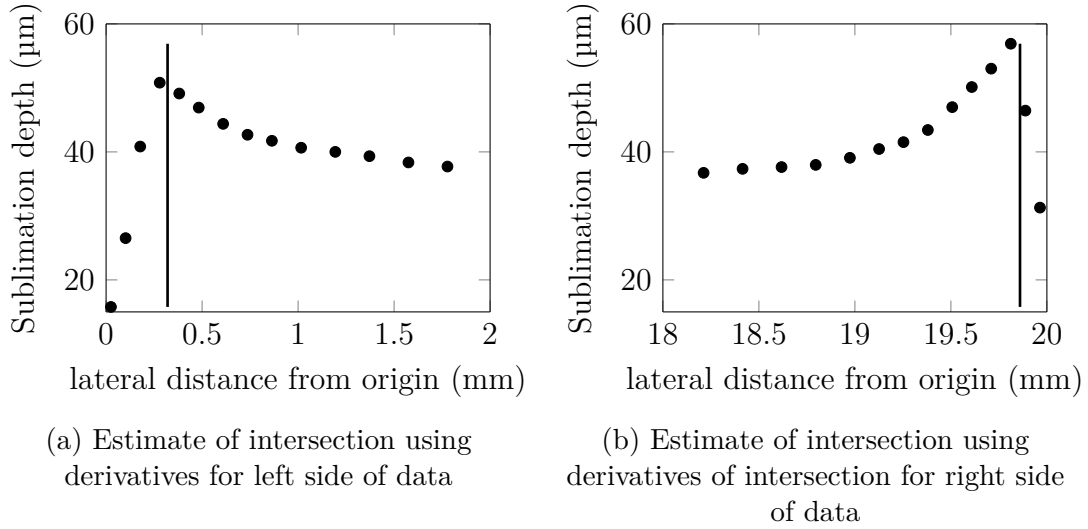 60
40
20
Sublimation depth (µm)
0 0.5 1 1.5 2
lateral distance from origin (mm)
(a) Estimate of intersection using
derivatives for left side of data
60
40
20
Sublimation depth (µm)
18 18.5 19 19.5 20
lateral distance from origin (mm)
(b) Estimate of intersection using
derivatives of intersection for right side
of data